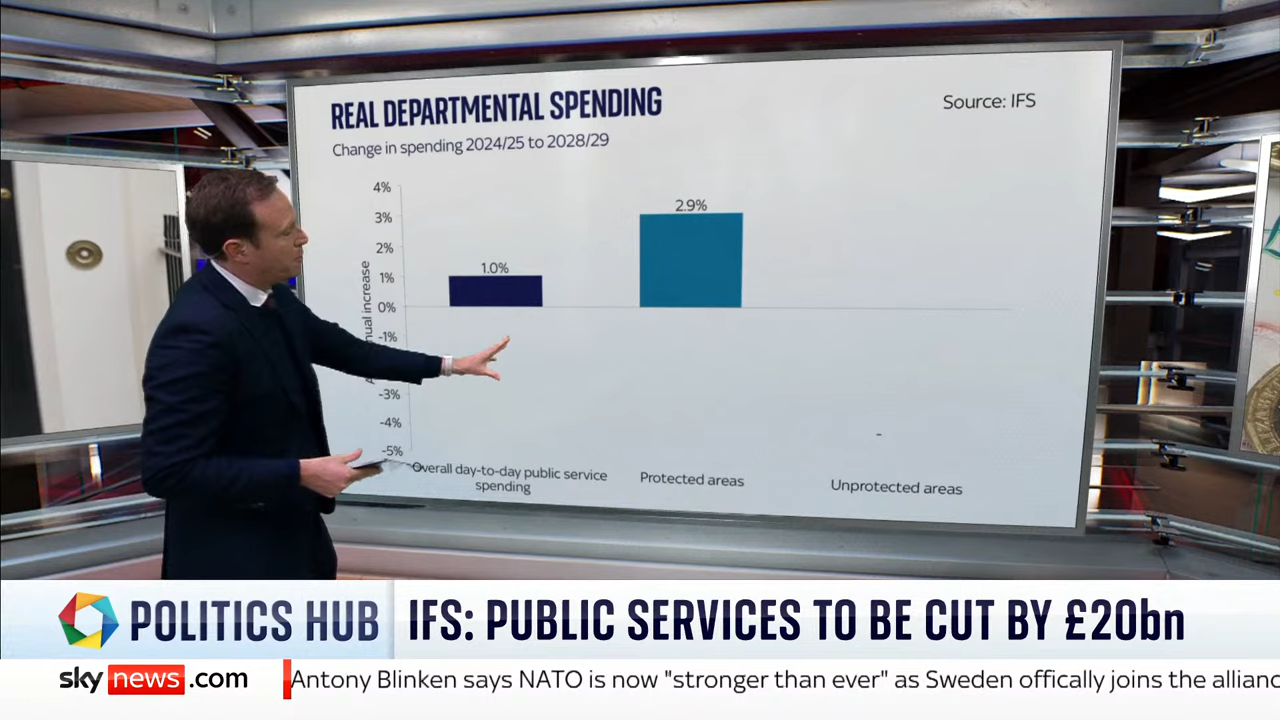 REAL DEPARTMENTAL SPENDING
Source: IFS
Change in spending 2024/25 to 2028/29
4%
3%
2%
1%
0%
-1%
-3%
-4%
-5%
increase
1.0%
2.9%
-
Overall day-to-day public service
spending
Protected areas
Unprotected areas
POLITICS HUB
IFS: PUBLIC SERVICES TO BE CUT BY £20bn
sky news.com
Antony Blinken says NATO is now "stronger than ever" as Sweden offically joins the